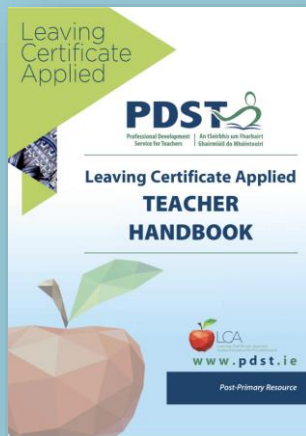 Leaving
Certificate
Applied
PDST
Professional Development
Service for Teachers
An tSeirbhís um Fhorbairt
Ghairmiúil do Mhúinteoirí
Leaving Certificate Applied
TEACHER
HANDBOOK
LCA
www.pdst.ie
Post-Primary Resource